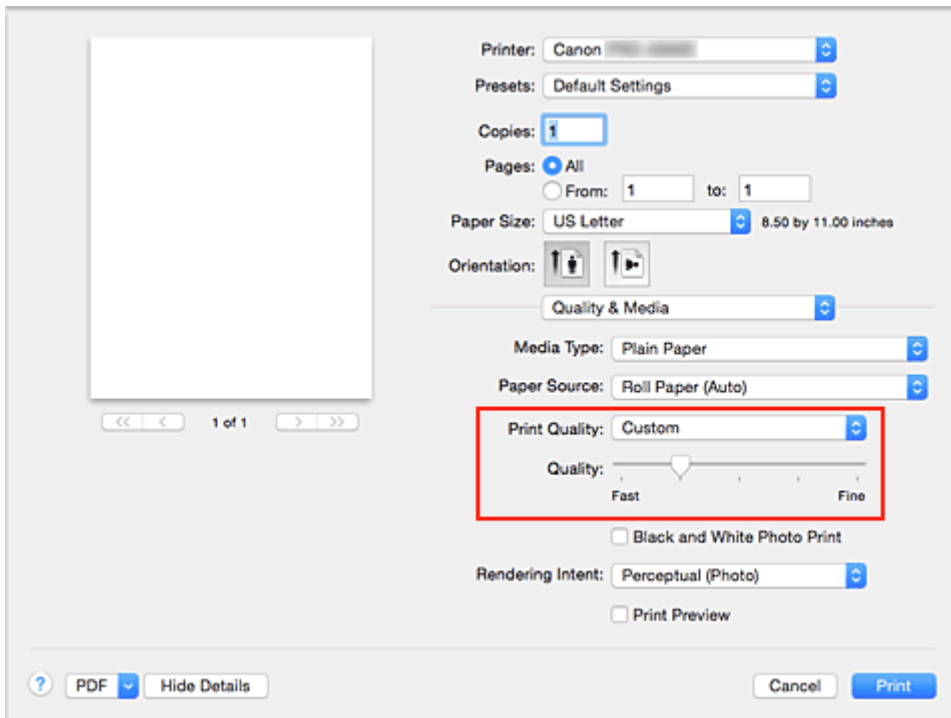 Printer: Canon
Presets: Default Settings
Copies: 1
Pages: All
From: 1 to: 1
Paper Size: US Letter 8.50 by 11.00 inches
Orientation:
Quality & Media
Media Type: Plain Paper
Paper Source: Roll Paper (Auto)
<< < 1 of 1 > >>
Print Quality: Custom
Quality:
Fast Fine
Black and White Photo Print
Rendering Intent: Perceptual (Photo)
Print Preview
? PDF Hide Details Cancel Print